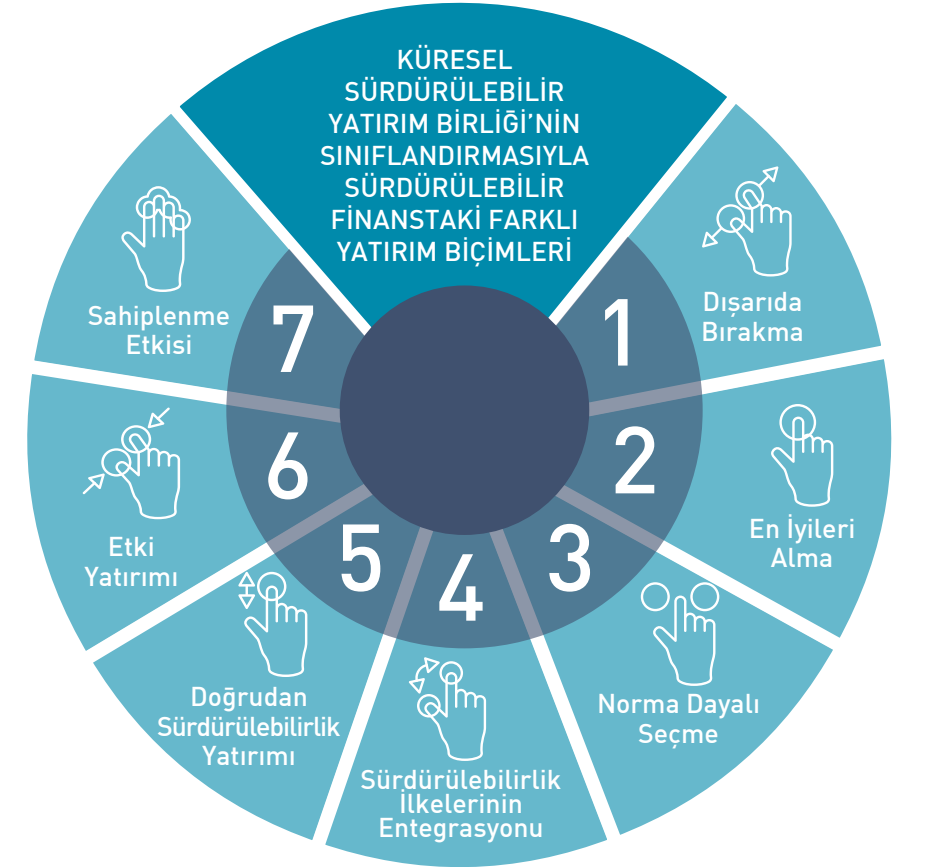 KÜRESEL
SÜRDÜRÜLEBİLİR
YATIRIM BİRLİĞİ'NİN
SINIFLANDIRMASIYLA
SÜRDÜRÜLEBİLİR
FİNANSTAKİ FARKLI
YATIRIM BİÇİMLERİ
1
Dışarıda
Bırakma
2
En İyileri
Alma
3
Norma Dayalı
Seçme
4
Sürdürülebilirlik
İlkelerinin
Entegrasyonu
5
Doğrudan
Sürdürülebilirlik
Yatırımı
6
Etki
Yatırımı
7
Sahiplenme
Etkisi